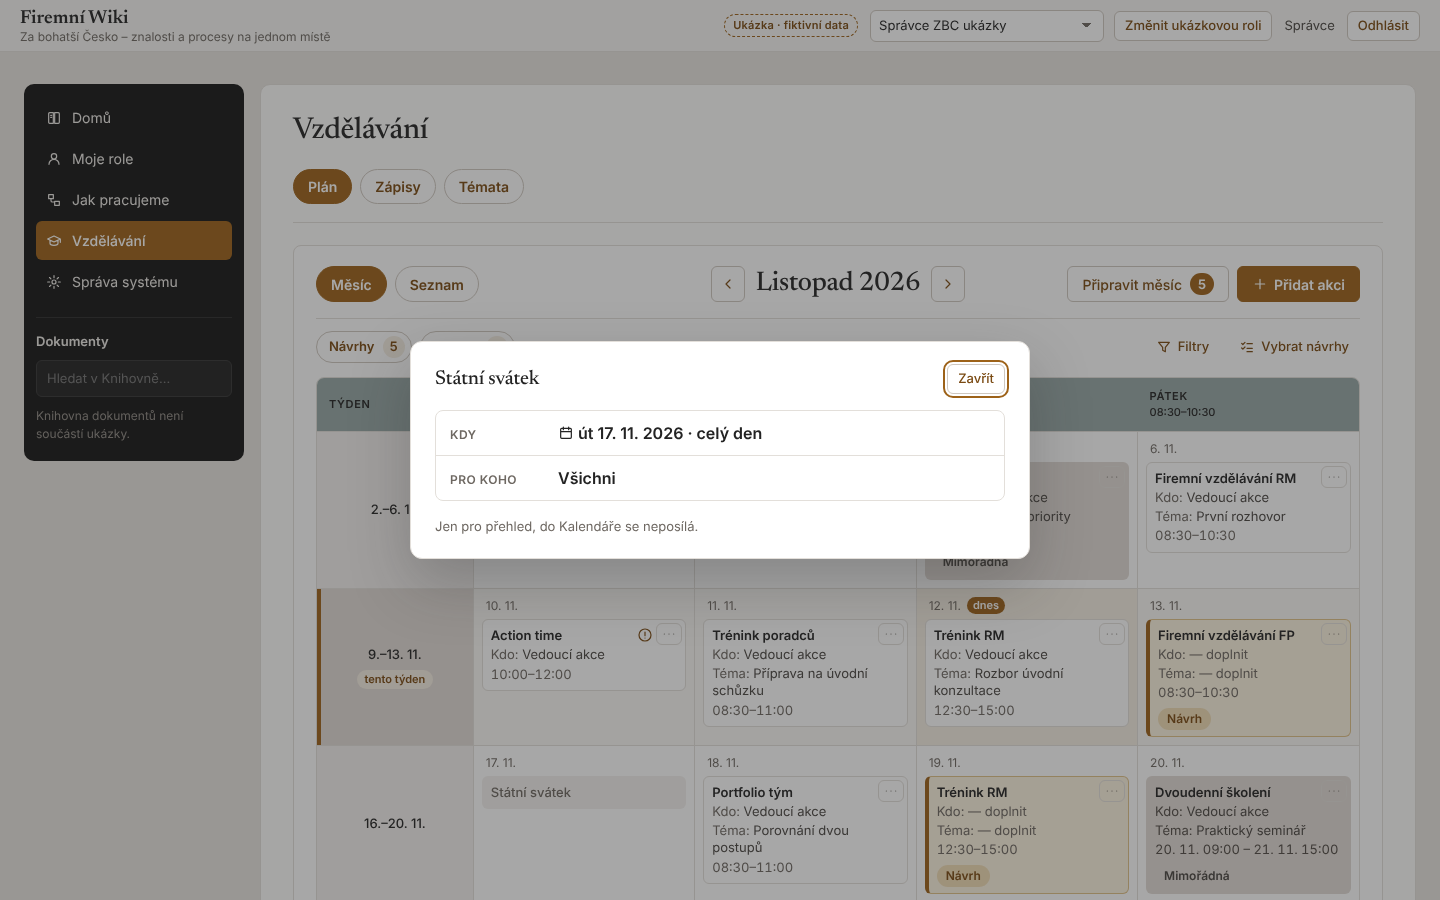 Firemní Wiki
Za bohatší Česko – znalosti a procesy na jednom místě
Ukázka · fiktivní data
Správce ZBC ukázky
Změnit ukázkovou roli
Správce
Odhlásit
Domů
Moje role
Jak pracujeme
Vzdělávání
Správa systému
Dokumenty
Hledat v Knihovně...
Knihovna dokumentů není
součástí ukázky.
Vzdělávání
Plán
Zápisy
Témata
Měsíc
Seznam
Listopad 2026
Připravit měsíc 5
+ Přidat akci
Návrhy 5
Filtry
Vybrat návrhy
Státní svátek
Zavřít
KDY
út 17. 11. 2026 · celý den
PRO KOHO
Všichni
Jen pro přehled, do Kalendáře se neposílá.
TÝDEN
PÁTEK
08:30–10:30
6. 11.
Firemní vzdělávání RM
Kdo: Vedoucí akce
Téma: První rozhovor
08:30–10:30
Mimořádná
9.–13. 11.
tento týden
10. 11.
Action time
Kdo: Vedoucí akce
10:00–12:00
11. 11.
Trénink poradců
Kdo: Vedoucí akce
Téma: Příprava na úvodní
schůzku
08:30–11:00
12. 11. dnes
Trénink RM
Kdo: Vedoucí akce
Téma: Rozbor úvodní
konzultace
12:30–15:00
13. 11.
Firemní vzdělávání FP
Kdo: — doplnit
Téma: — doplnit
08:30–10:30
Návrh
16.–20. 11.
17. 11.
Státní svátek
18. 11.
Portfolio tým
Kdo: Vedoucí akce
Téma: Porovnání dvou
postupů
08:30–11:00
19. 11.
Trénink RM
Kdo: — doplnit
Téma: — doplnit
12:30–15:00
Návrh
20. 11.
Dvoudenní školení
Kdo: Vedoucí akce
Téma: Praktický seminář
20. 11. 09:00 – 21. 11. 15:00
Mimořádná